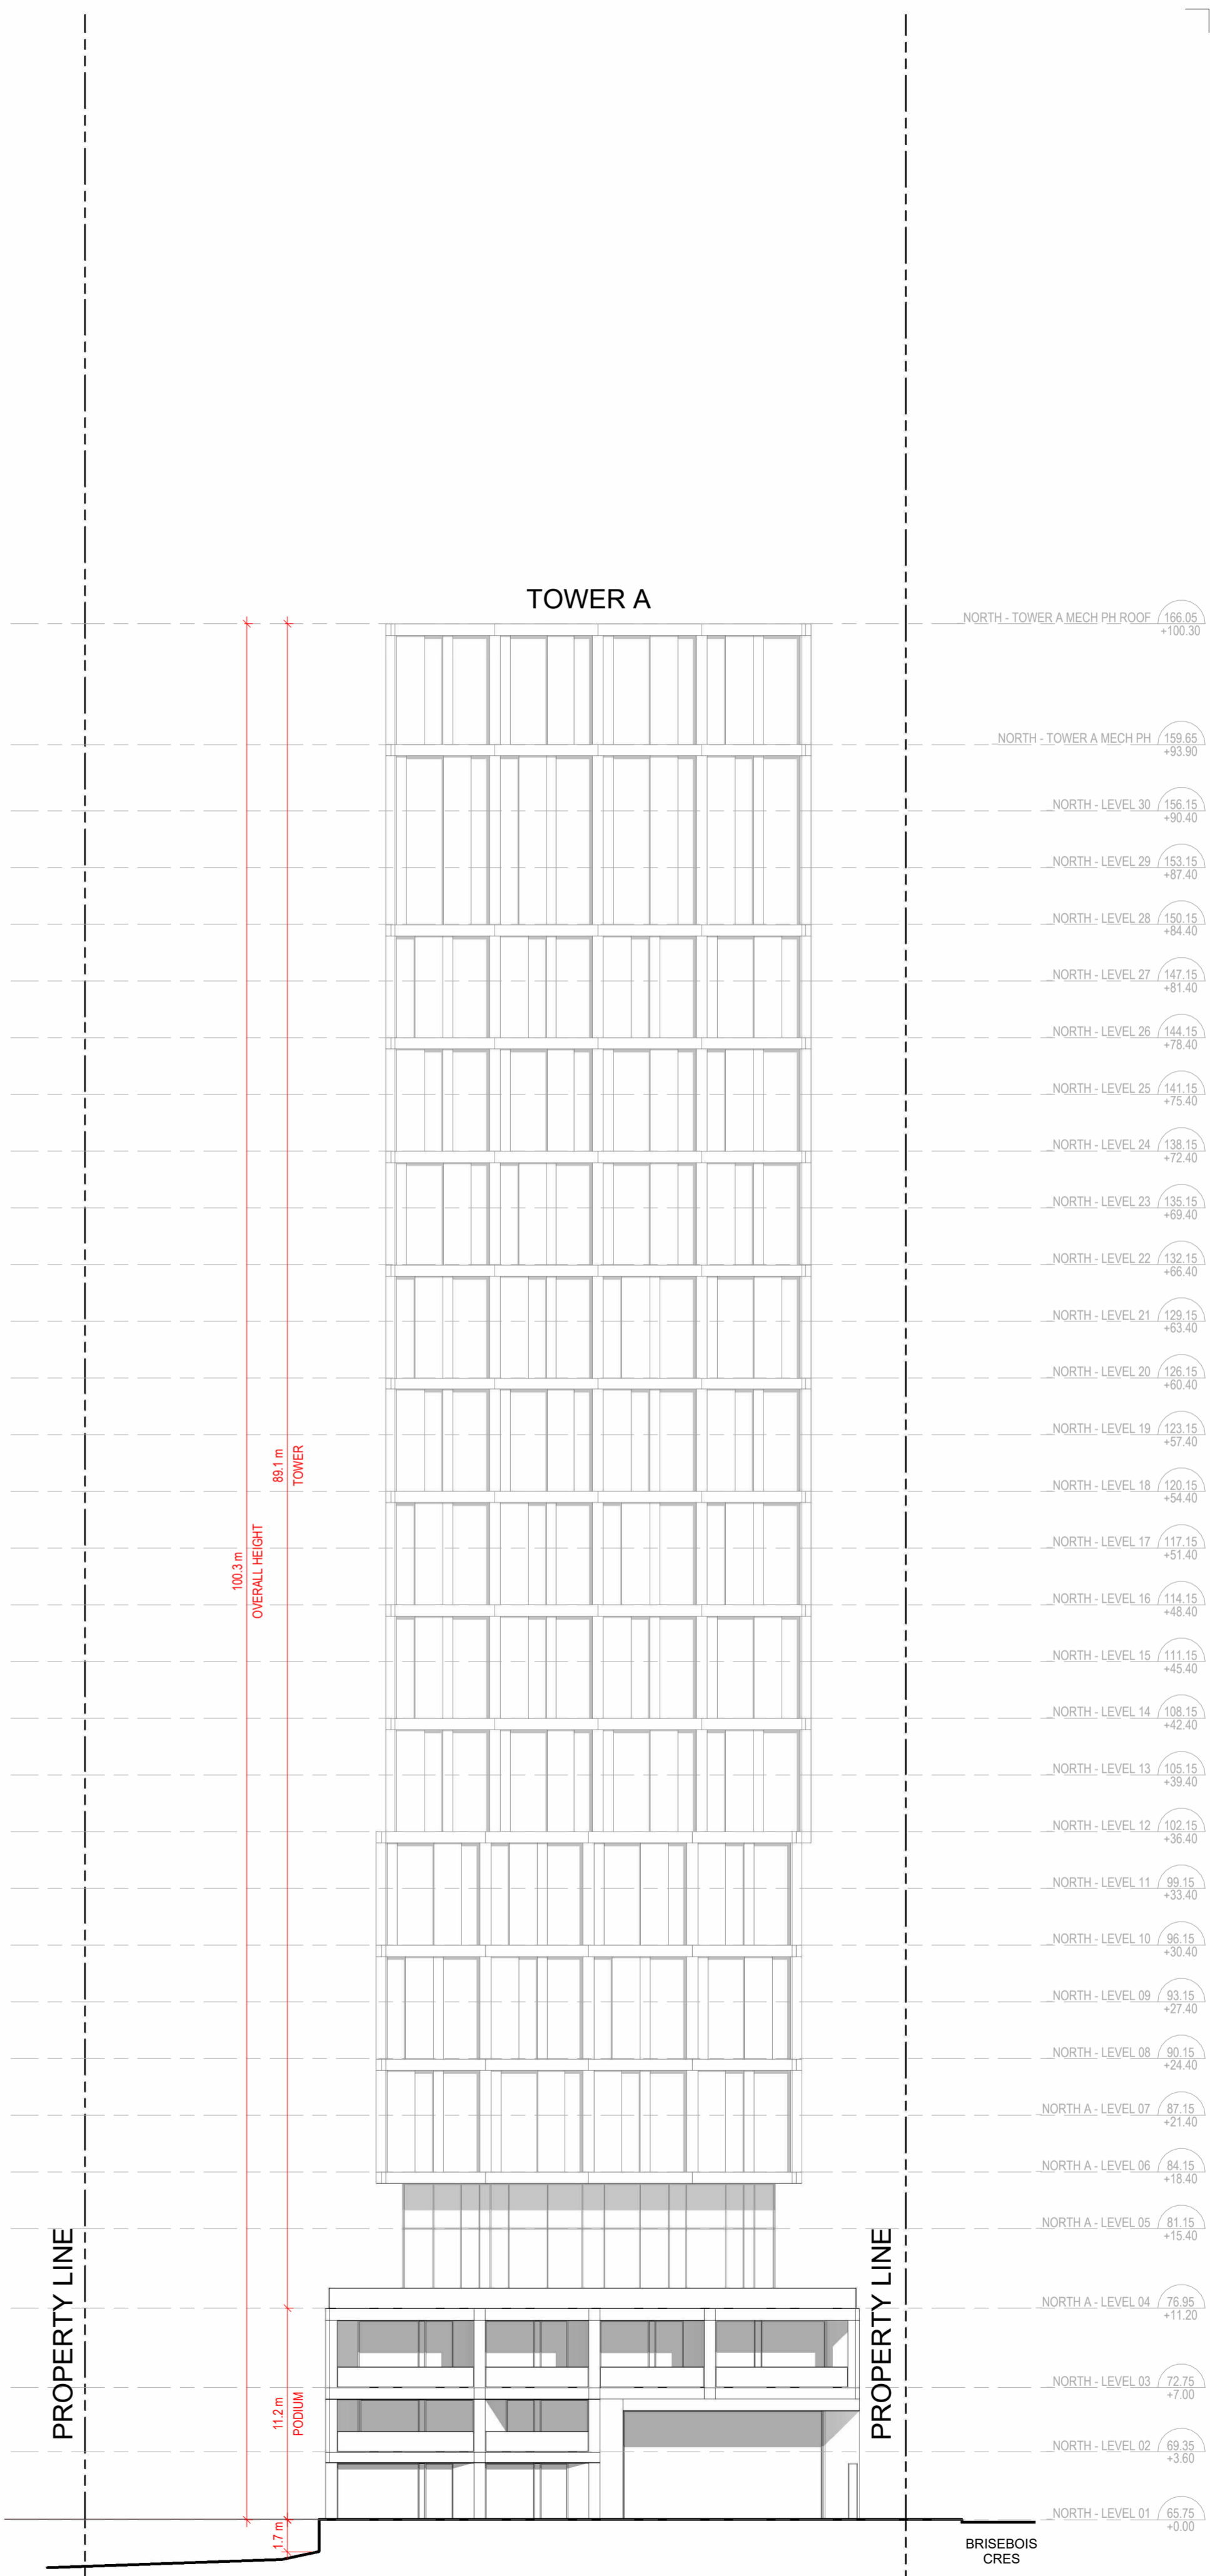 TOWER A
NORTH - TOWER A MECH PH ROOF 166.05
+100.30
NORTH - TOWER A MECH PH 159.65
+93.90
NORTH - LEVEL 30 156.15
+90.40
NORTH - LEVEL 29 153.15
+87.40
NORTH - LEVEL 28 150.15
+84.40
NORTH - LEVEL 27 147.15
+81.40
NORTH - LEVEL 26 144.15
+78.40
NORTH - LEVEL 25 141.15
+75.40
NORTH - LEVEL 24 138.15
+72.40
NORTH - LEVEL 23 135.15
+69.40
NORTH - LEVEL 22 132.15
+66.40
NORTH - LEVEL 21 129.15
+63.40
NORTH - LEVEL 20 126.15
+60.40
NORTH - LEVEL 19 123.15
+57.40
NORTH - LEVEL 18 120.15
+54.40
NORTH - LEVEL 17 117.15
+51.40
NORTH - LEVEL 16 114.15
+48.40
NORTH - LEVEL 15 111.15
+45.40
NORTH - LEVEL 14 108.15
+42.40
NORTH - LEVEL 13 105.15
+39.40
NORTH - LEVEL 12 102.15
+36.40
NORTH - LEVEL 11 99.15
+33.40
NORTH - LEVEL 10 96.15
+30.40
NORTH - LEVEL 09 93.15
+27.40
NORTH - LEVEL 08 90.15
+24.40
NORTH A - LEVEL 07 87.15
+21.40
NORTH A - LEVEL 06 84.15
+18.40
NORTH A - LEVEL 05 81.15
+15.40
NORTH A - LEVEL 04 76.95
+11.20
NORTH - LEVEL 03 72.75
+7.00
NORTH - LEVEL 02 69.35
+3.60
NORTH - LEVEL 01 65.75
+0.00
89.1 m
TOWER
100.3 m
OVERALL HEIGHT
11.2 m
PODIUM
1.7 m
PROPERTY LINE
PROPERTY LINE
BRISEBOIS
CRES